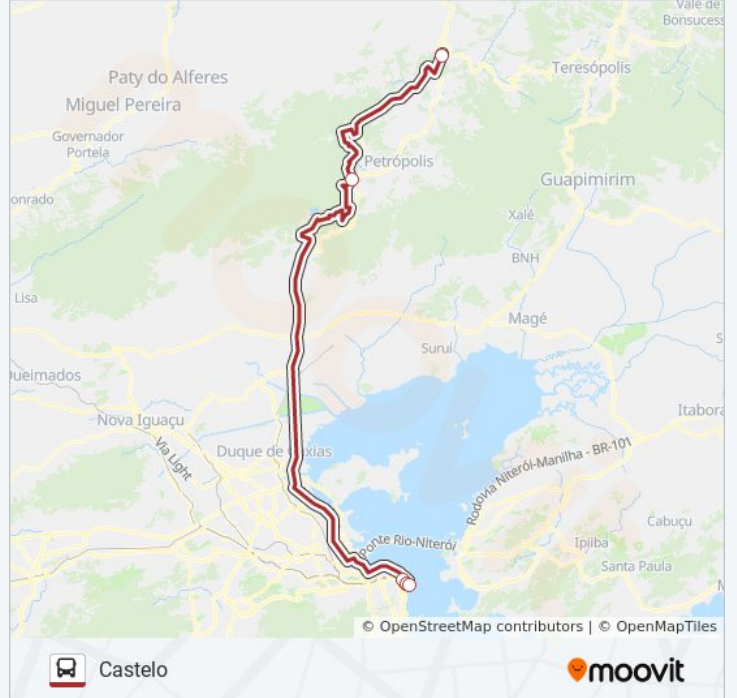 Vale de
Bonsucess
Teresópolis
Paty do Alferes
Miguel Pereira
Governador
Portela
Petrópolis
Guapimirim
onrado
Xalé
BNH
Lisa
Magé
Suruí
Queimados
Itabora
Nova Iguaçu
Via Light
Duque de Caxias
Rodovia Niterói-Manilha - BR-101
Cabuçu
Ponte Rio-Niterói
Ipiiba
Santa Paula
© OpenStreetMap contributors | © OpenMapTiles
Castelo
moovit